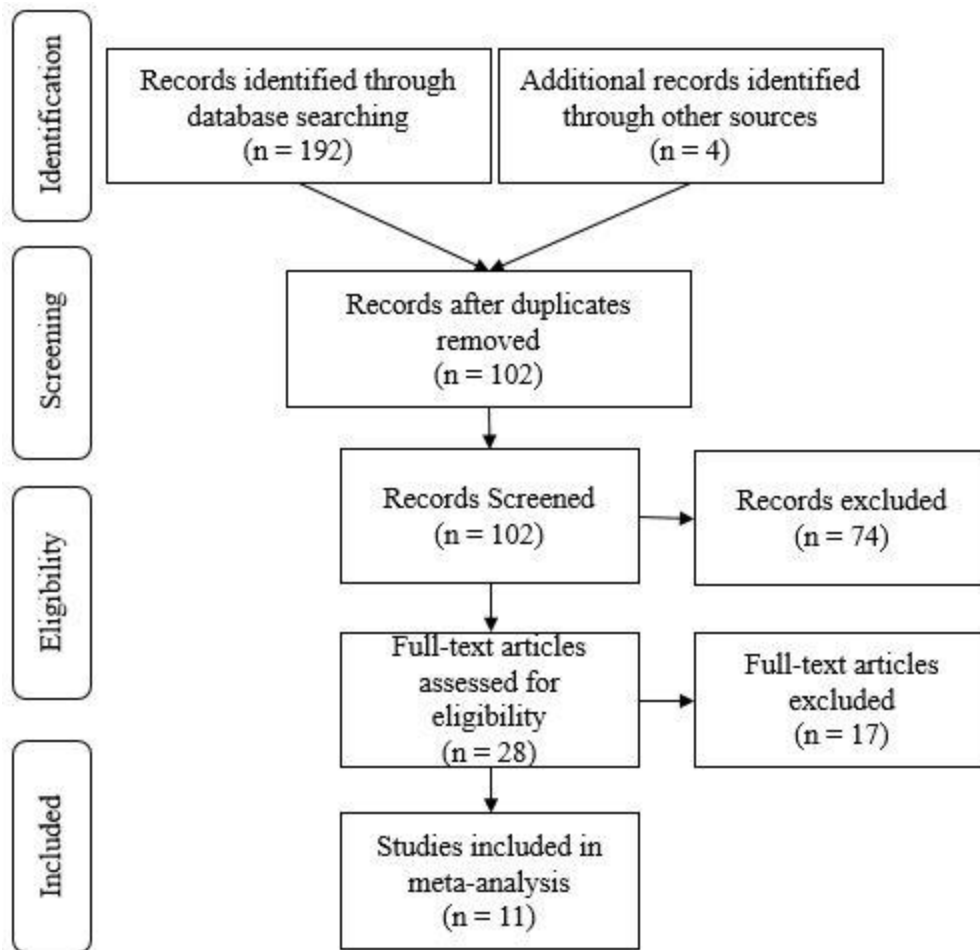 Identification
Records identified through
database searching
(n = 192)
Additional records identified
through other sources
(n = 4)
Screening
Records after duplicates
removed
(n = 102)
Eligibility
Records Screened
(n = 102)
Records excluded
(n = 74)
Full-text articles
assessed for
eligibility
(n = 28)
Full-text articles
excluded
(n = 17)
Included
Studies included in
meta-analysis
(n = 11)